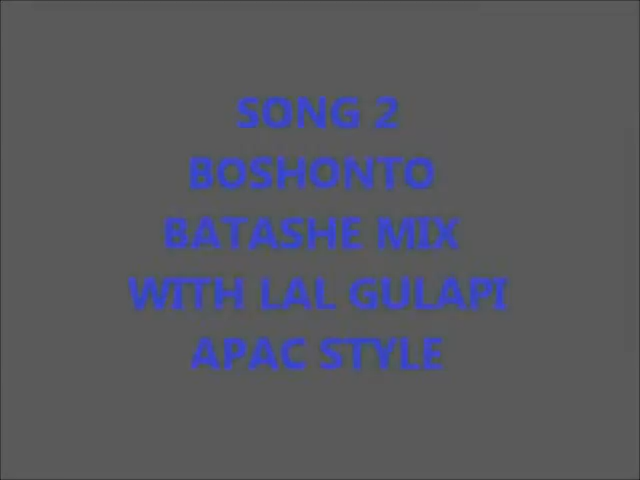 SONG 2
BOSHONTO
BATASHE MIX
WITH LAL GULAPI
APAC STYLE